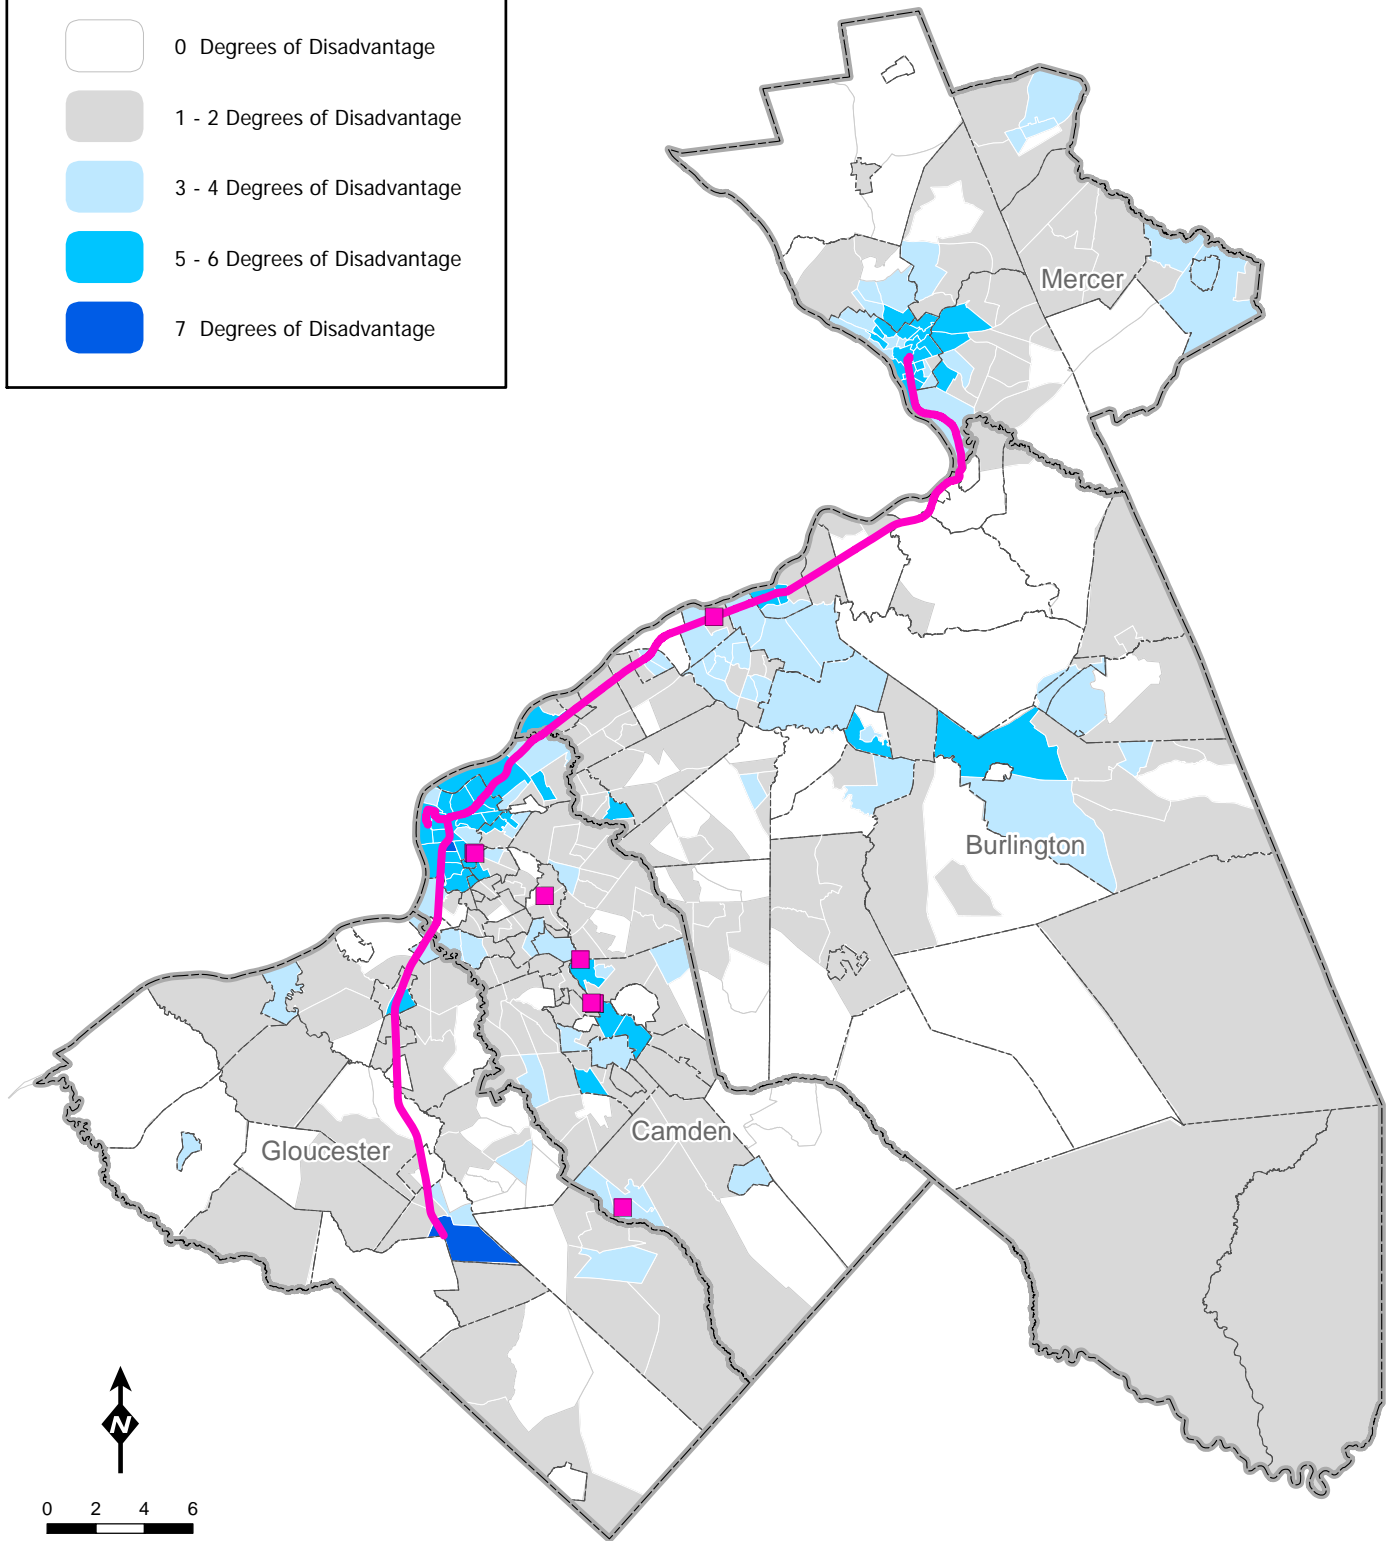 0 Degrees of Disadvantage
1 - 2 Degrees of Disadvantage
3 - 4 Degrees of Disadvantage
5 - 6 Degrees of Disadvantage
7 Degrees of Disadvantage
Mercer
Burlington
Camden
Gloucester
N
0 2 4 6